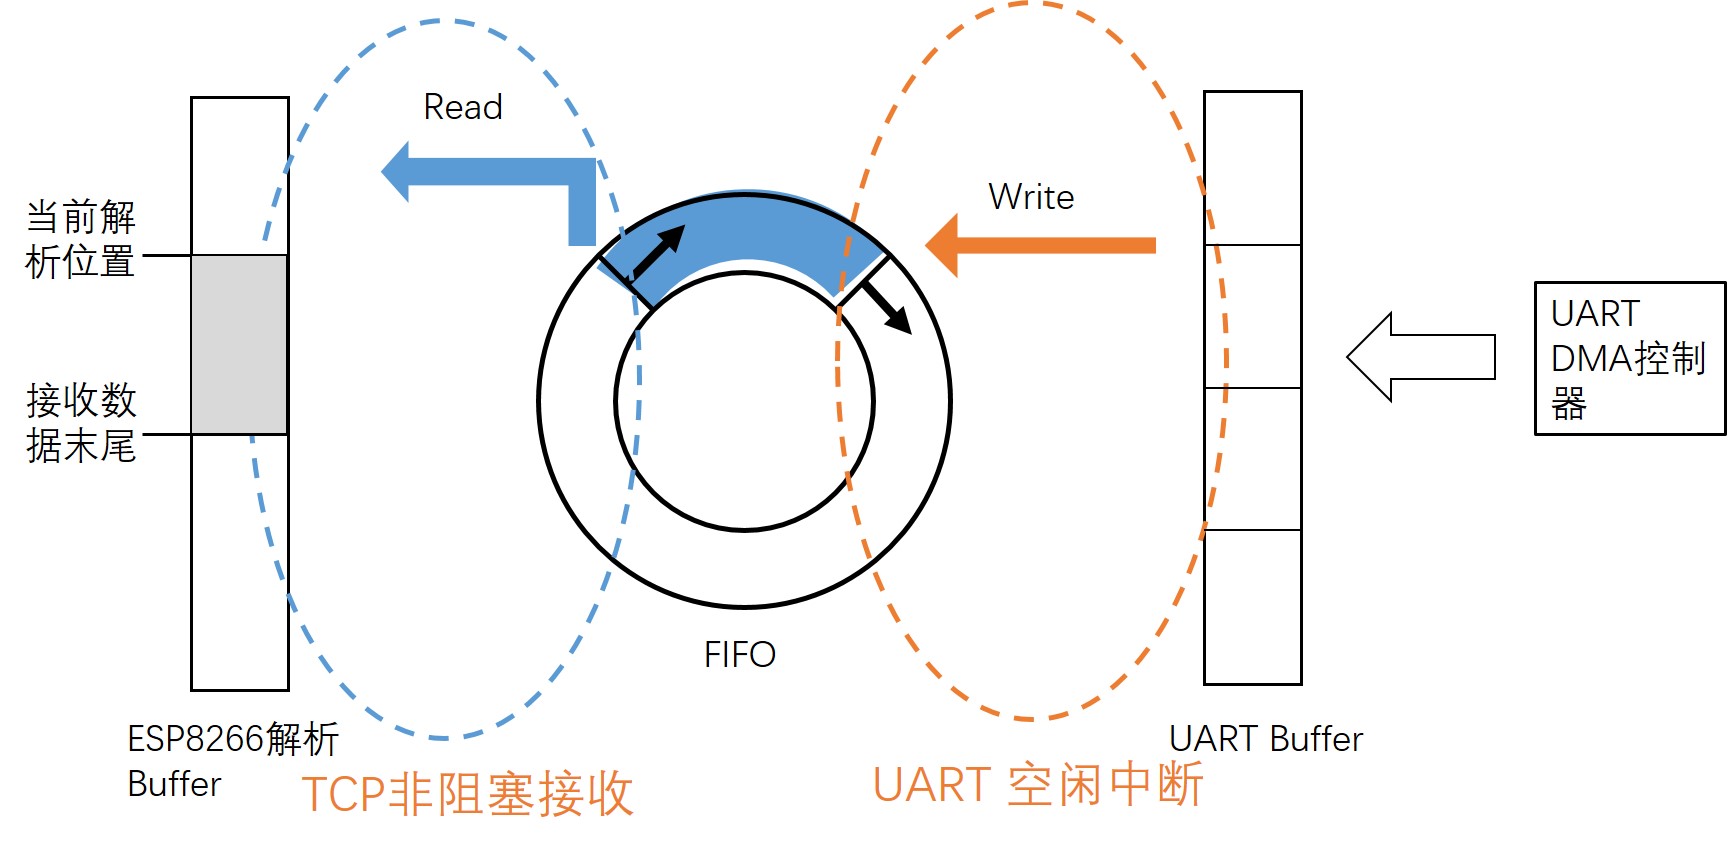 Read
Write
当前解
析位置
接收数
据末尾
UART
DMA控制
器
FIFO
ESP8266解析
Buffer
UART Buffer
TCP非阻塞接收
UART 空闲中断